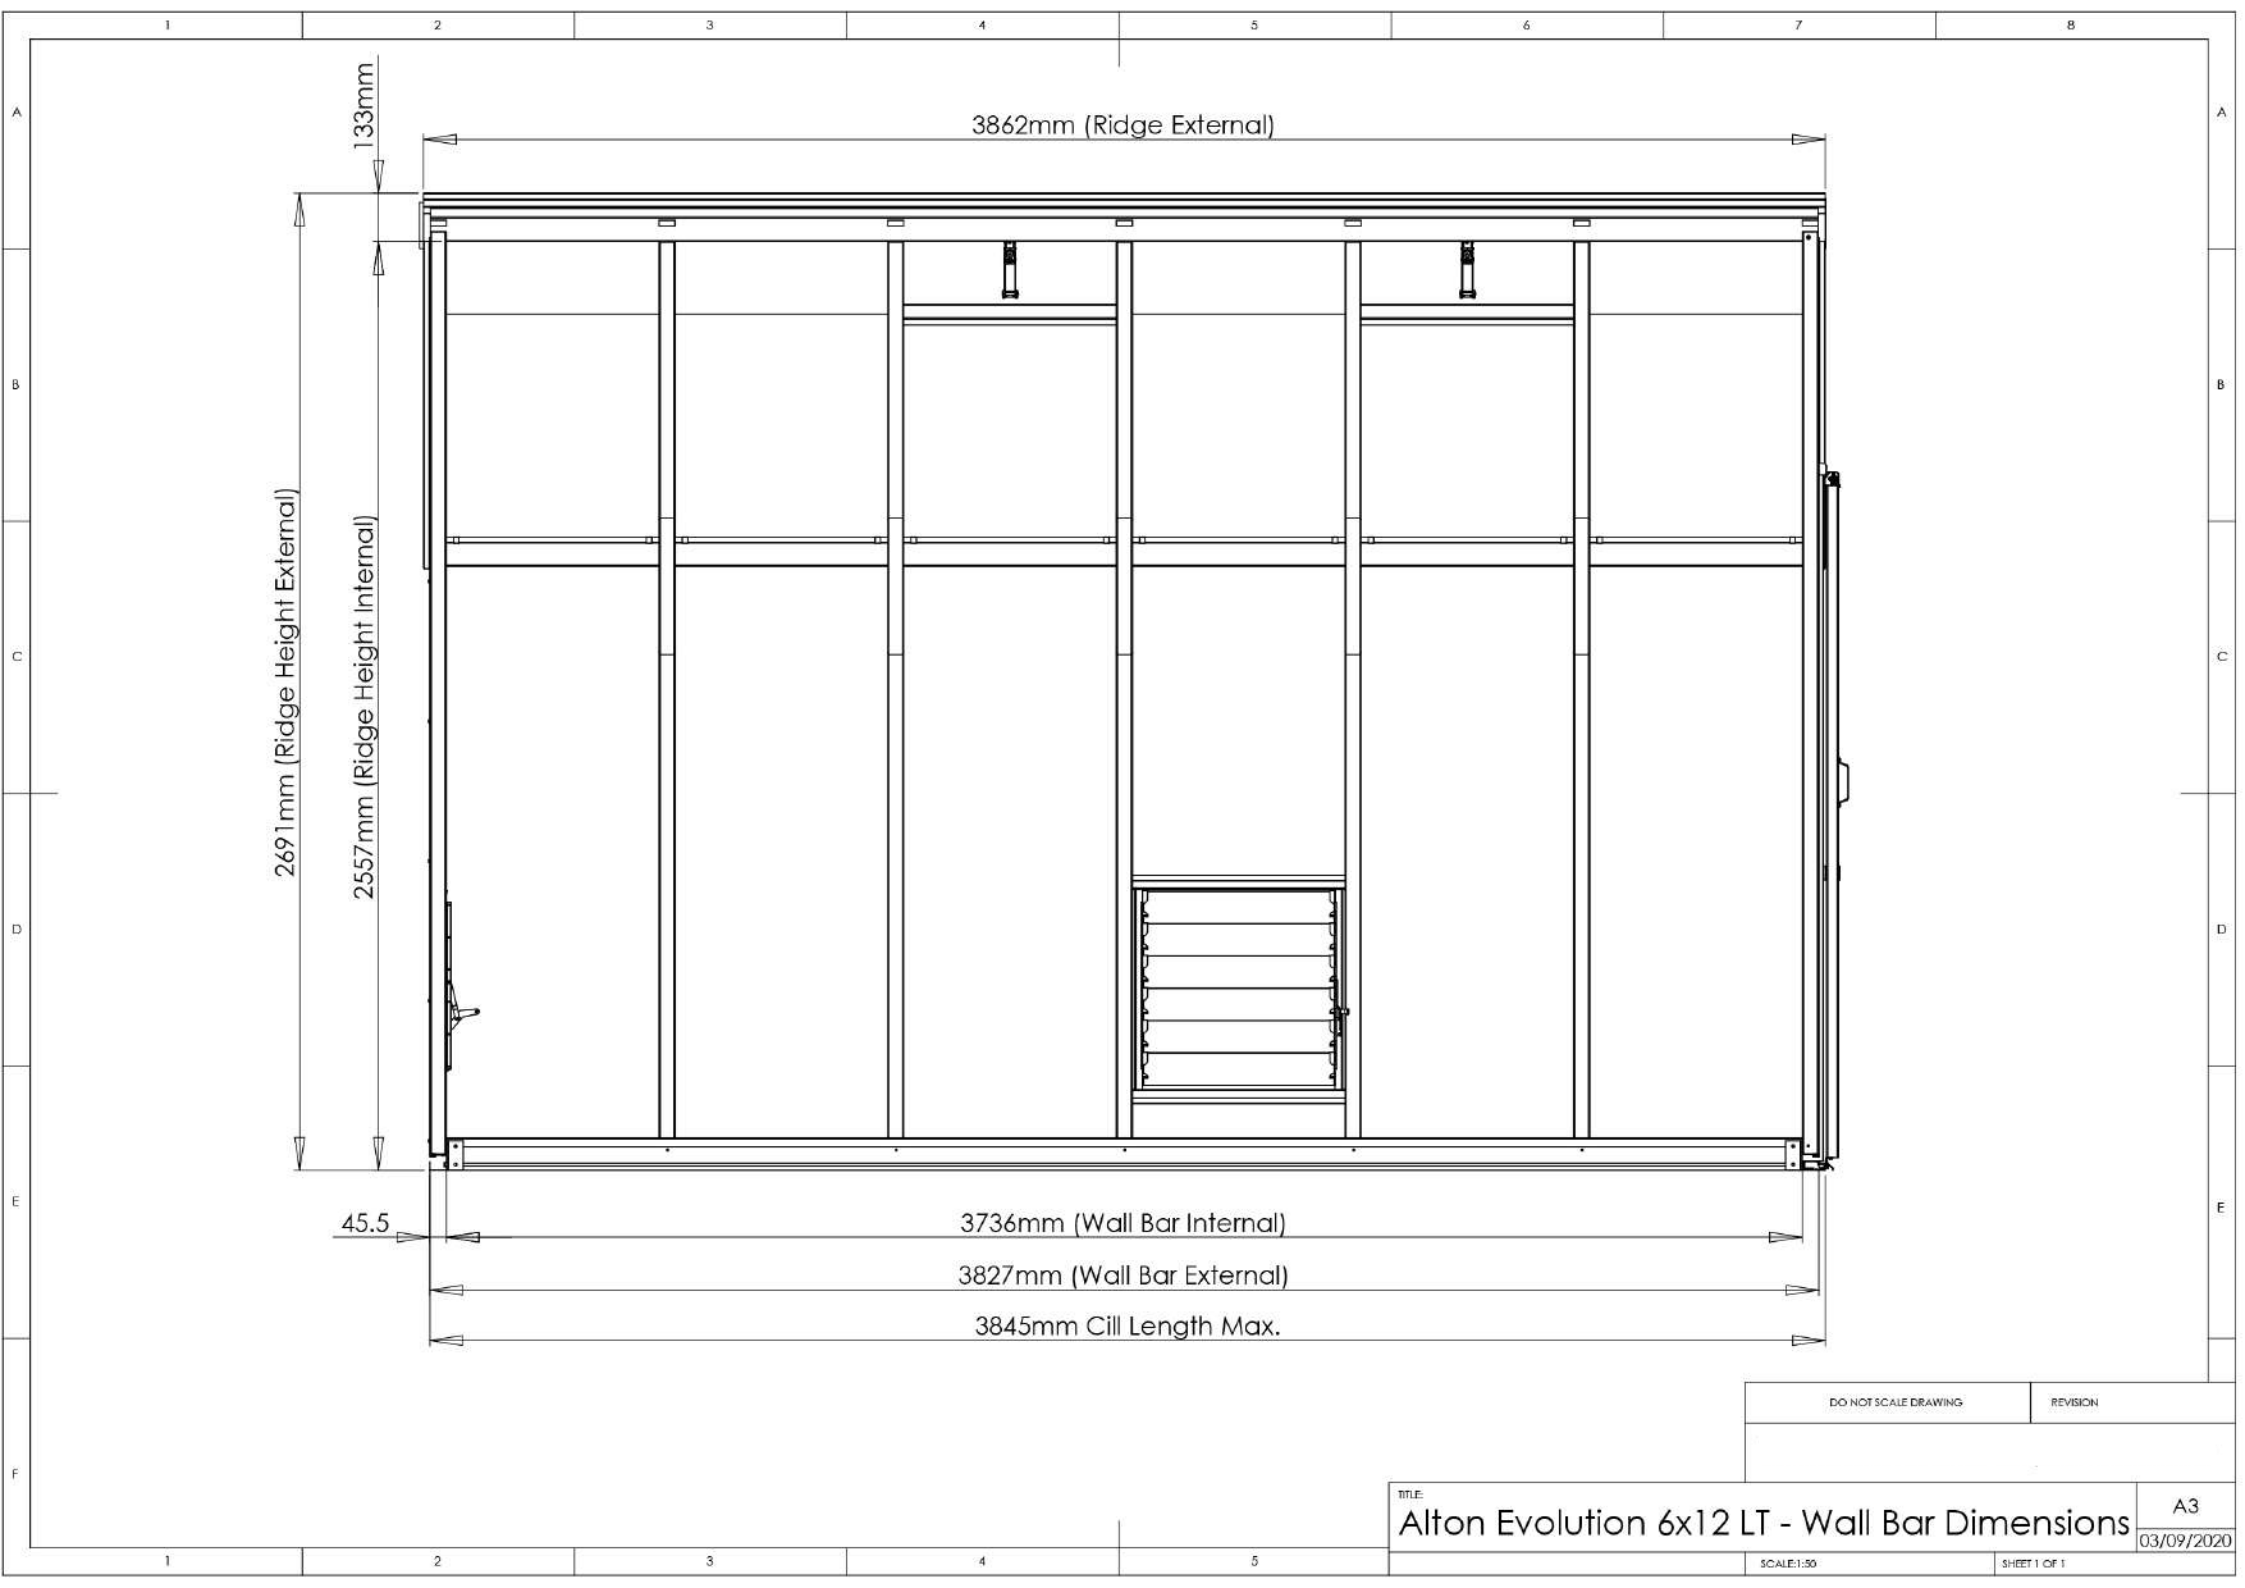 1 2 3 4 5 6 7 8
A A
133mm
3862mm (Ridge External)
B B
2691mm (Ridge Height External)
2557mm (Ridge Height Internal)
C C
D D
E E
45.5
3736mm (Wall Bar Internal)
3827mm (Wall Bar External)
3845mm Cill Length Max.
DO NOT SCALE DRAWING
REVISION
F
TITLE:
Alton Evolution 6x12 LT - Wall Bar Dimensions
A3
03/09/2020
SCALE:1:50
SHEET 1 OF 1
1 2 3 4 5